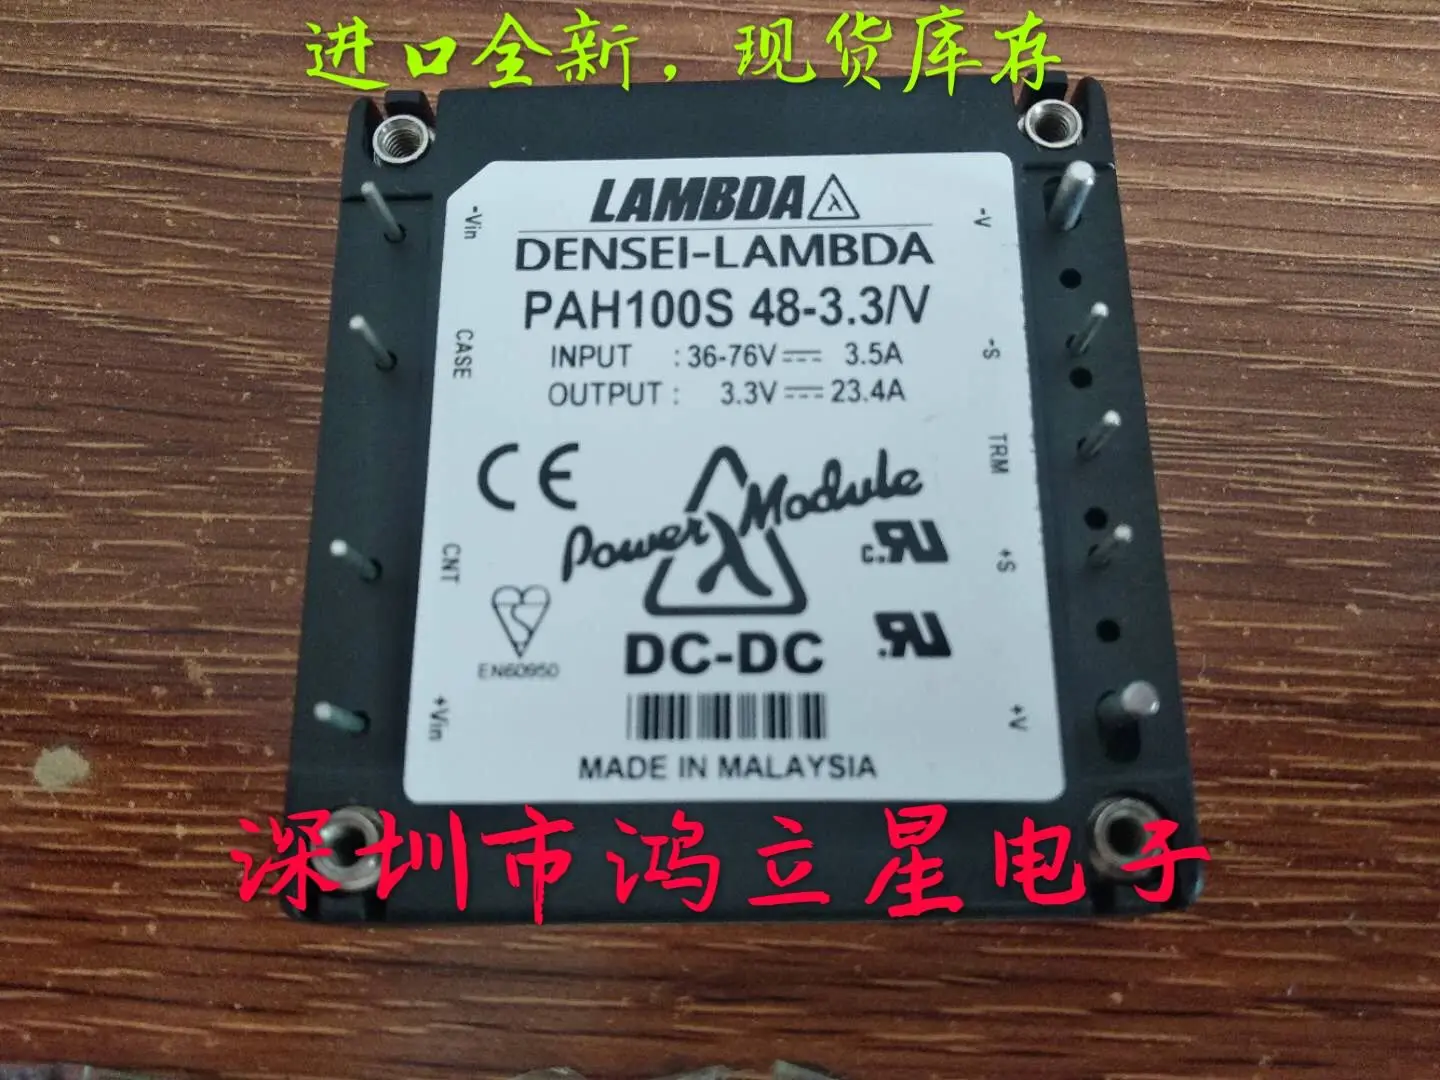 进口全新，现货库存
LAMBDA
DENSEI-LAMBDA
PAH100S 48-3.3/V
INPUT : 36-76V 3.5A
OUTPUT : 3.3V 23.4A
-Vin
CASE
CNT
+Vin
-V
-S
TRM
+S
+V
CE
Power Module
λ
c RU
EN60950
DC-DC
RU
MADE IN MALAYSIA
深圳市鸿立星电子